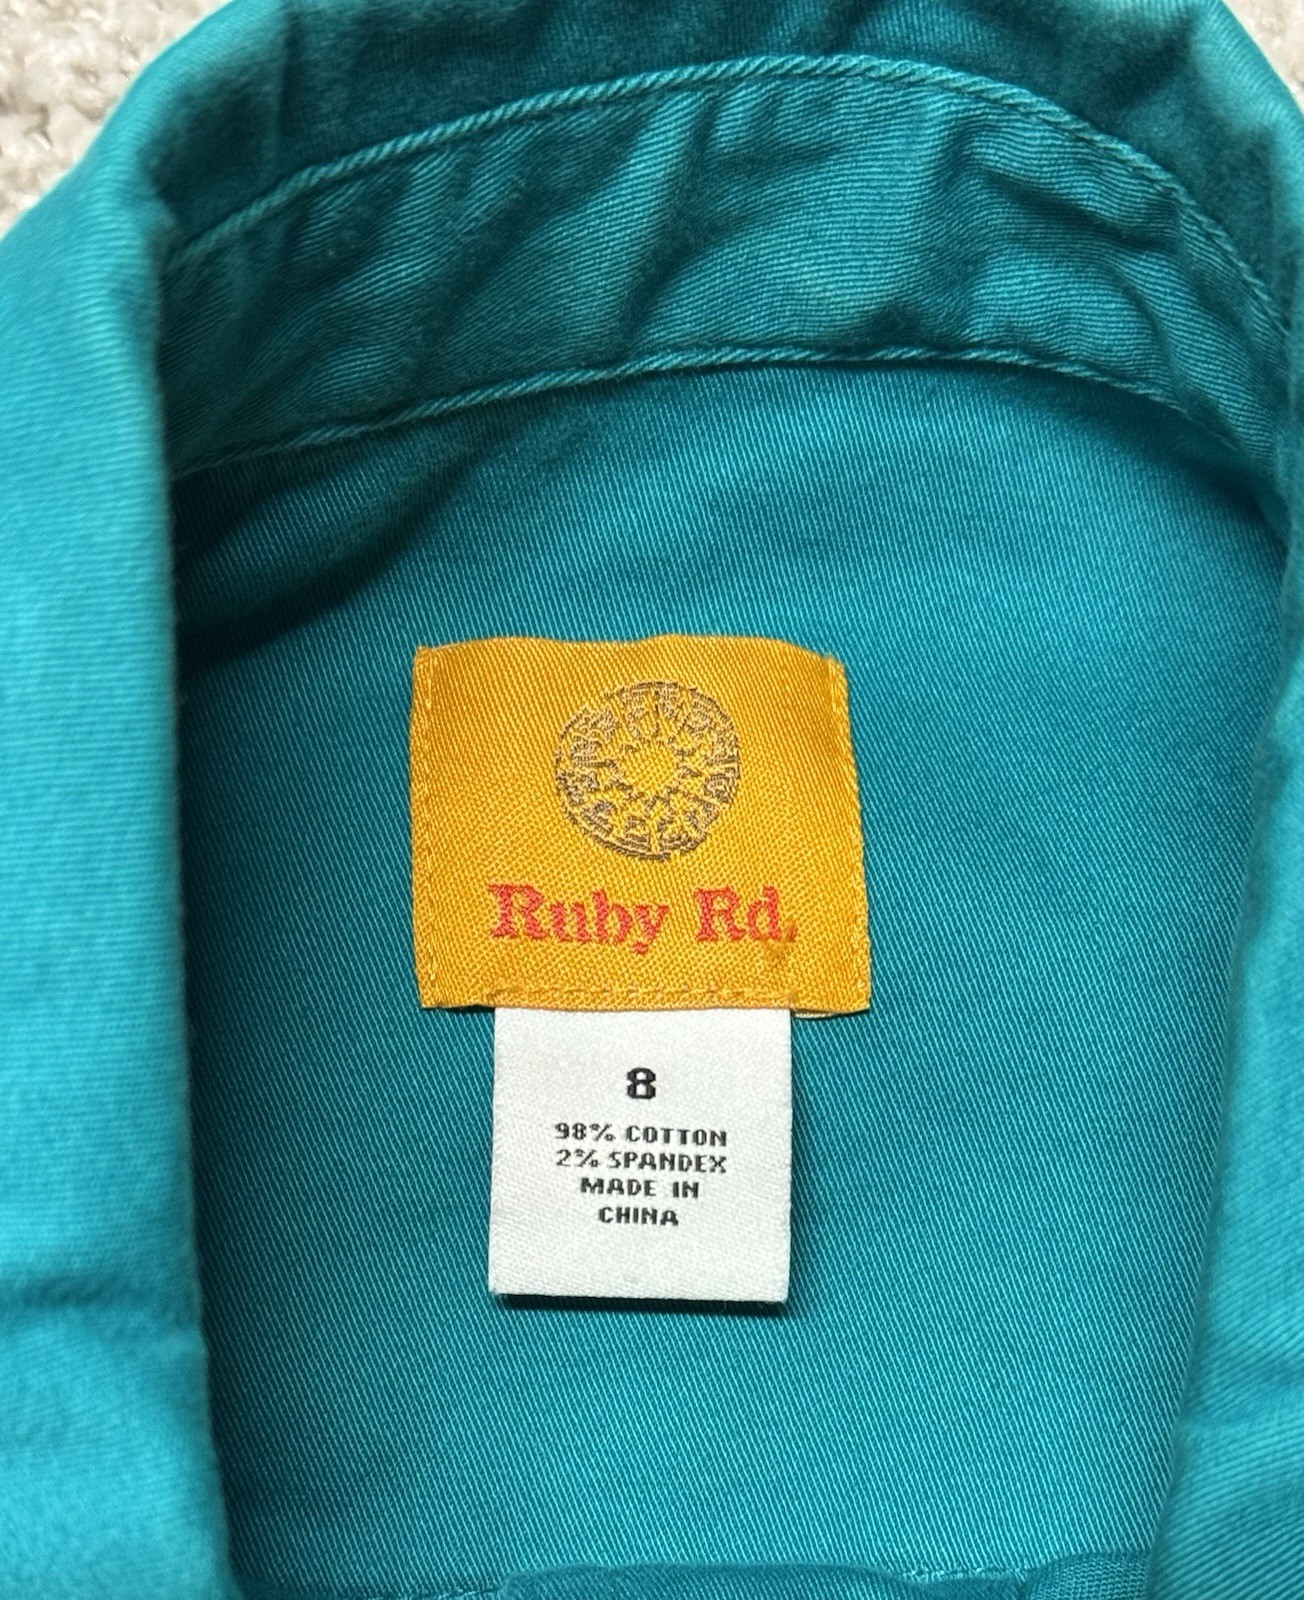 Ruby Rd.
8
98% COTTON
2% SPANDEX
MADE IN
CHINA